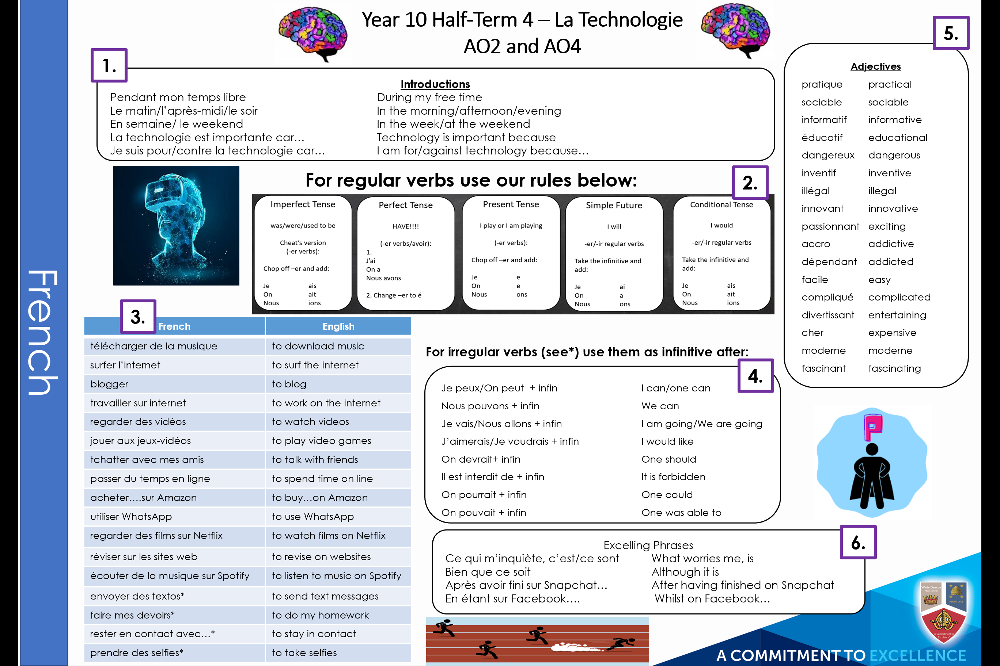 French
Year 10 Half-Term 4 – La Technologie
AO2 and AO4
1.
Introductions
Pendant mon temps libre During my free time
Le matin/l’après-midi/le soir In the morning/afternoon/evening
En semaine/ le weekend In the week/at the weekend
La technologie est importante car… Technology is important because
Je suis pour/contre la technologie car… I am for/against technology because…
For regular verbs use our rules below:
2.
Imperfect Tense
was/were/used to be
Cheat’s version
(-er verbs):
Chop off –er and add:
Je ais
On ait
Nous ions
Perfect Tense
HAVE!!!!
(-er verbs/avoir):
1.
J’ai
On a
Nous avons
2. Change –er to é
Present Tense
I play or I am playing
(-er verbs):
Chop off –er and add:
Je e
On e
Nous ons
Simple Future
I will
-er/-ir regular verbs
Take the infinitive and
add:
Je ai
On a
Nous ons
Conditional Tense
I would
-er/-ir regular verbs
Take the infinitive and
add:
Je ais
On ait
Nous ions
3.
French English
télécharger de la musique to download music
surfer l’internet to surf the internet
blogger to blog
travailler sur internet to work on the internet
regarder des vidéos to watch videos
jouer aux jeux-vidéos to play video games
tchatter avec mes amis to talk with friends
passer du temps en ligne to spend time on line
acheter….sur Amazon to buy…on Amazon
utiliser WhatsApp to use WhatsApp
regarder des films sur Netflix to watch films on Netflix
réviser sur les sites web to revise on websites
écouter de la musique sur Spotify to listen to music on Spotify
envoyer des textos* to send text messages
faire mes devoirs* to do my homework
rester en contact avec…* to stay in contact
prendre des selfies* to take selfies
For irregular verbs (see*) use them as infinitive after:
4.
Je peux/On peut + infin I can/one can
Nous pouvons + infin We can
Je vais/Nous allons + infin I am going/We are going
J’aimerais/Je voudrais + infin I would like
On devrait+ infin One should
Il est interdit de + infin It is forbidden
On pourrait + infin One could
On pouvait + infin One was able to
5.
Adjectives
pratique practical
sociable sociable
informatif informative
éducatif educational
dangereux dangerous
inventif inventive
illégal illegal
innovant innovative
passionnant exciting
accro addictive
dépendant addicted
facile easy
compliqué complicated
divertissant entertaining
cher expensive
moderne moderne
fascinant fascinating
P
6.
Excelling Phrases
Ce qui m’inquiète, c’est/ce sont What worries me, is
Bien que ce soit Although it is
Après avoir fini sur Snapchat… After having finished on Snapchat
En étant sur Facebook…. Whilst on Facebook…
Wade Deacon
High School
'A Commitment to
Excellence'
A COMMITMENT TO EXCELLENCE